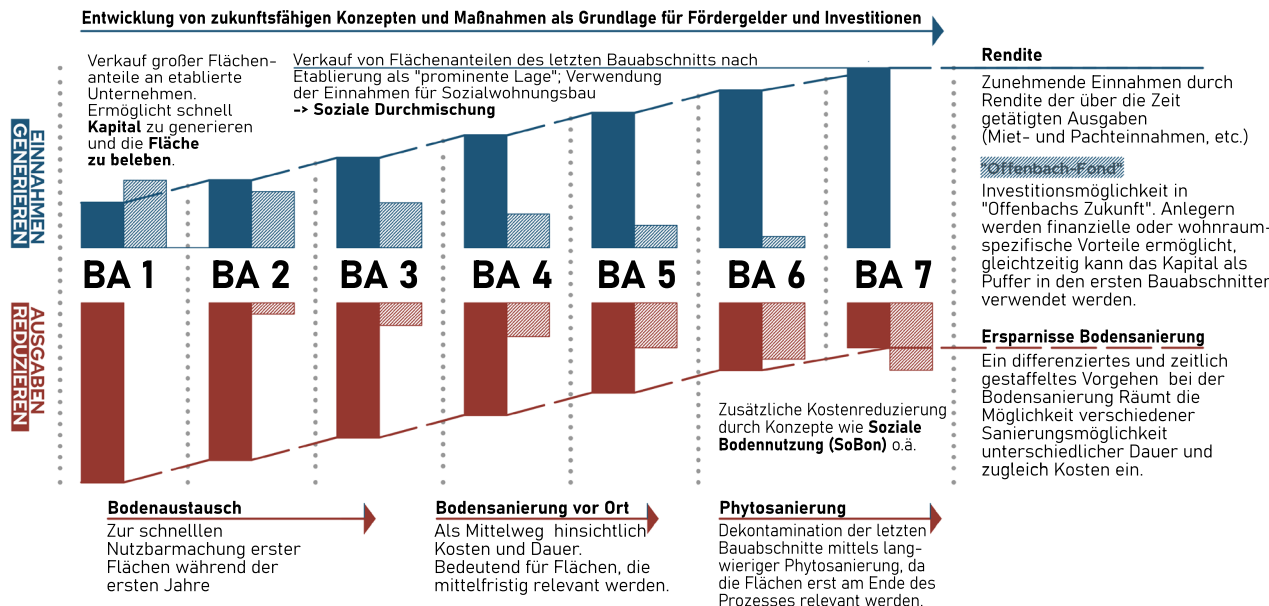 Entwicklung von zukunftsfähigen Konzepten und Maßnahmen als Grundlage für Fördergelder und Investitionen
Verkauf großer Flächen-
anteile an etablierte
Unternehmen.
Ermöglicht schnell
Kapital zu generieren
und die Fläche
zu beleben.
Verkauf von Flächenanteilen des letzten Bauabschnitts nach
Etablierung als "prominente Lage"; Verwendung
der Einnahmen für Sozialwohnungsbau
-> Soziale Durchmischung
EINNAHMEN
GENERIEREN
BA 1
BA 2
BA 3
BA 4
BA 5
BA 6
BA 7
AUSGABEN
REDUZIEREN
Zusätzliche Kostenreduzierung
durch Konzepte wie Soziale
Bodennutzung (SoBon) o.ä.
Rendite
Zunehmende Einnahmen durch
Rendite der über die Zeit
getätigten Ausgaben
(Miet- und Pachteinnahmen, etc.)
"Offenbach-Fond"
Investitionsmöglichkeit in
"Offenbachs Zukunft". Anlegern
werden finanzielle oder wohnraum-
spezifische Vorteile ermöglicht,
gleichtzeitig kann das Kapital als
Puffer in den ersten Bauabschnitten
verwendet werden.
Ersparnisse Bodensanierung
Ein differenziertes und zeitlich
gestaffeltes Vorgehen bei der
Bodensanierung Räumt die
Möglichkeit verschiedener
Sanierungsmöglichkeit
unterschiedlicher Dauer und
zugleich Kosten ein.
Bodenaustausch
Zur schnelllen
Nutzbarmachung erster
Flächen während der
ersten Jahre
Bodensanierung vor Ort
Als Mittelweg hinsichtlich
Kosten und Dauer.
Bedeutend für Flächen, die
mittelfristig relevant werden.
Phytosanierung
Dekontamination der letzten
Bauabschnitte mittels lang-
wieriger Phytosanierung, da
die Flächen erst am Ende des
Prozesses relevant werden.